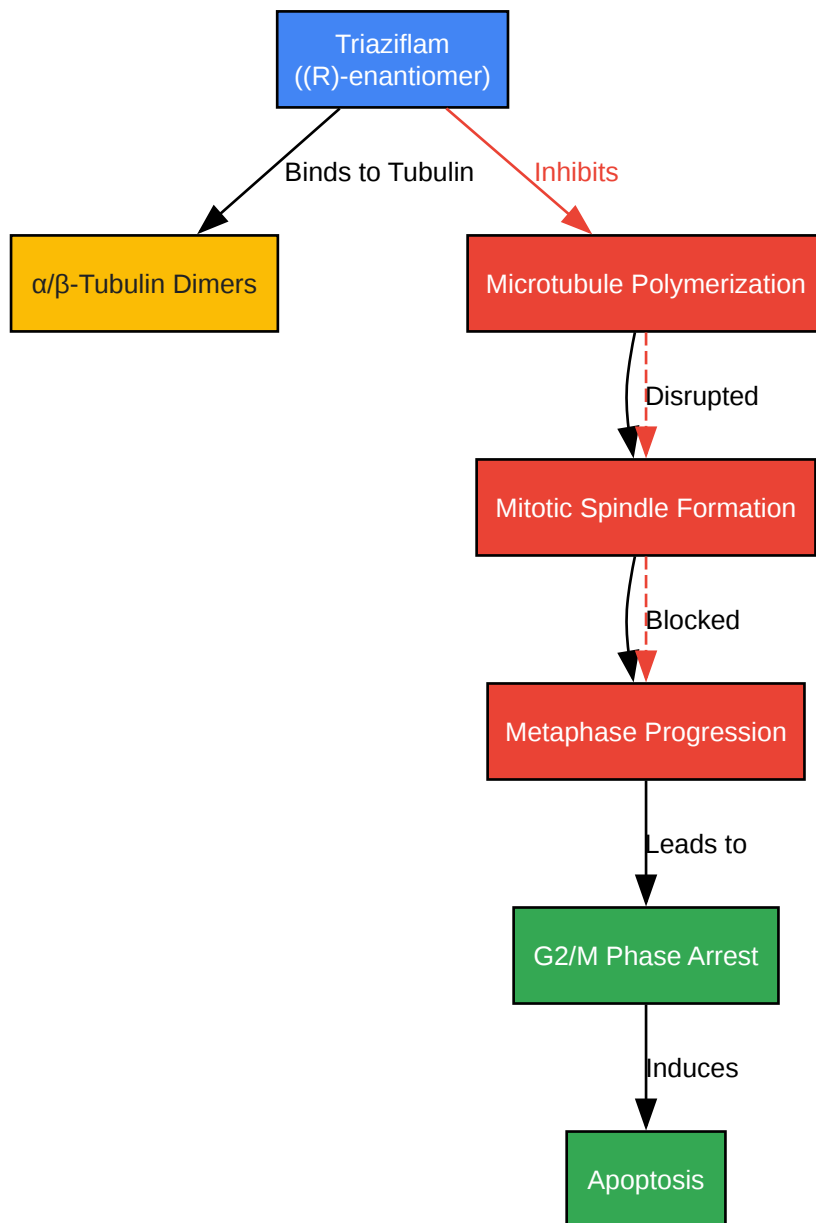 Triaziflam
((R)-enantiomer)
Binds to Tubulin
Inhibits
α/β-Tubulin Dimers
Microtubule Polymerization
Disrupted
Mitotic Spindle Formation
Blocked
Metaphase Progression
Leads to
G2/M Phase Arrest
Induces
Apoptosis